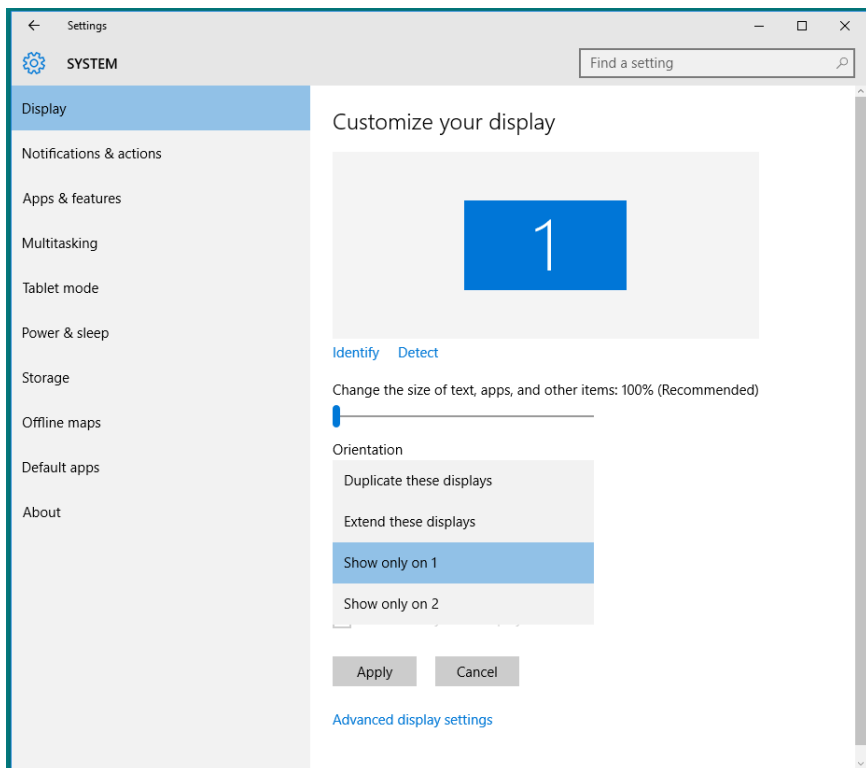 Settings
SYSTEM
Find a setting
Display
Notifications & actions
Apps & features
Multitasking
Tablet mode
Power & sleep
Storage
Offline maps
Default apps
About
Customize your display
1
Identify Detect
Change the size of text, apps, and other items: 100% (Recommended)
Orientation
Duplicate these displays
Extend these displays
Show only on 1
Show only on 2
Apply Cancel
Advanced display settings